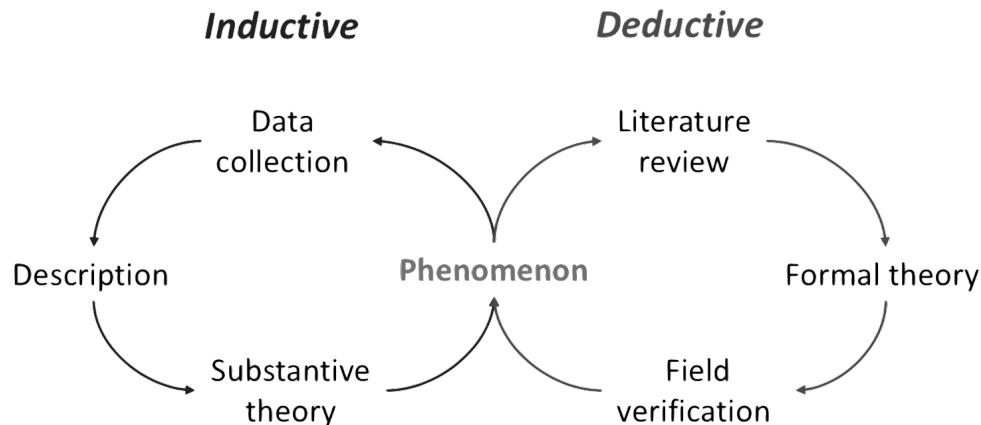 Inductive
Deductive
Data
collection
Literature
review
Description
Phenomenon
Formal theory
Substantive
theory
Field
verification